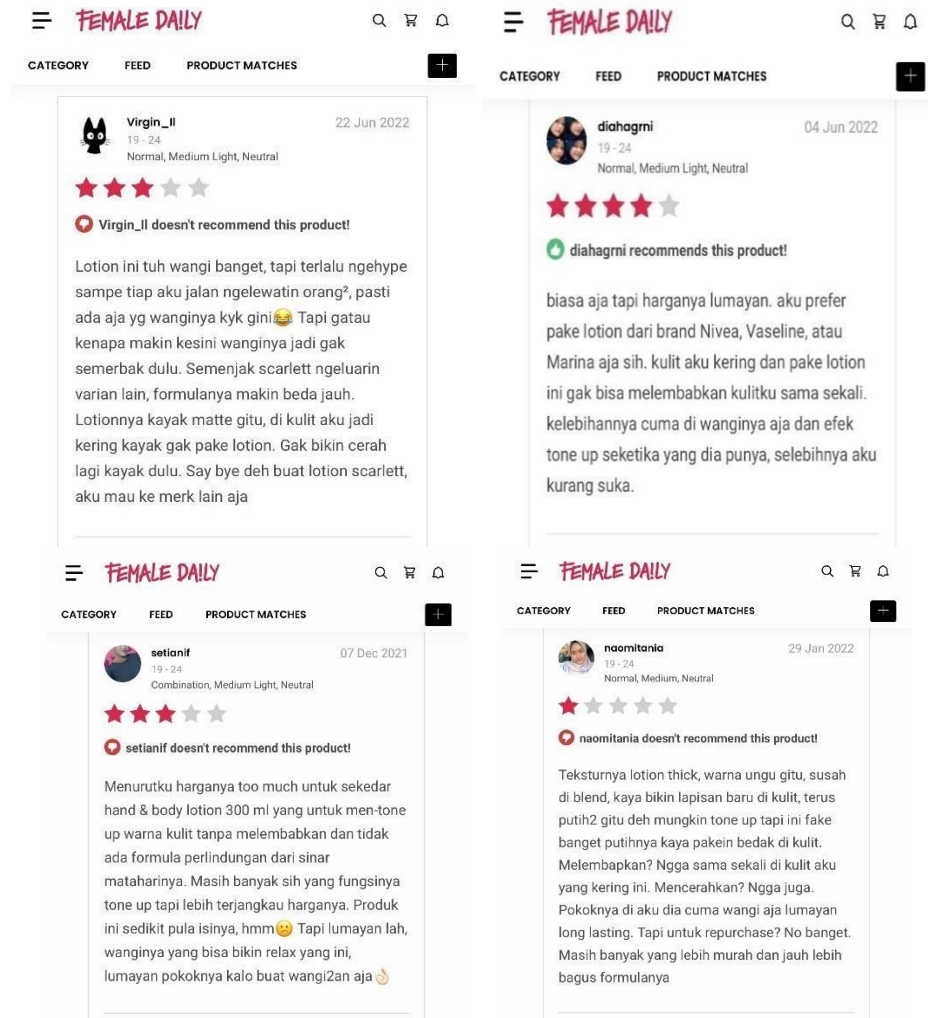 FEMALE DA!LY
CATEGORY FEED PRODUCT MATCHES
Virgin_ll
22 Jun 2022
19 - 24
Normal, Medium Light, Neutral
Virgin_ll doesn't recommend this product!
Lotion ini tuh wangi banget, tapi terlalu ngehype
sampe tiap aku jalan ngelewatin orang², pasti
ada aja yg wanginya kyk gini😂 Tapi gatau
kenapa makin kesini wanginya jadi gak
semerbak dulu. Semenjak scarlett ngeluarin
varian lain, formulanya makin beda jauh.
Lotionnya kayak matte gitu, di kulit aku jadi
kering kayak gak pake lotion. Gak bikin cerah
lagi kayak dulu. Say bye deh buat lotion scarlett,
aku mau ke merk lain aja
FEMALE DA!LY
CATEGORY FEED PRODUCT MATCHES
diahagrni
04 Jun 2022
19 - 24
Normal, Medium Light, Neutral
diahagrni recommends this product!
biasa aja tapi harganya lumayan. aku prefer
pake lotion dari brand Nivea, Vaseline, atau
Marina aja sih. kulit aku kering dan pake lotion
ini gak bisa melembabkan kulitku sama sekali.
kelebihannya cuma di wanginya aja dan efek
tone up seketika yang dia punya, selebihnya aku
kurang suka.
FEMALE DA!LY
CATEGORY FEED PRODUCT MATCHES
setianif
07 Dec 2021
19 - 24
Combination, Medium Light, Neutral
setianif doesn't recommend this product!
Menurutku harganya too much untuk sekedar
hand & body lotion 300 ml yang untuk men-tone
up warna kulit tanpa melembabkan dan tidak
ada formula perlindungan dari sinar
mataharinya. Masih banyak sih yang fungsinya
tone up tapi lebih terjangkau harganya. Produk
ini sedikit pula isinya, hmm😕 Tapi lumayan lah,
wanginya yang bisa bikin relax yang ini,
lumayan pokoknya kalo buat wangi2an aja👌🏻
FEMALE DA!LY
CATEGORY FEED PRODUCT MATCHES
naomitania
29 Jan 2022
19 - 24
Normal, Medium, Neutral
naomitania doesn't recommend this product!
Teksturnya lotion thick, warna ungu gitu, susah
di blend, kaya bikin lapisan baru di kulit, terus
putih2 gitu deh mungkin tone up tapi ini fake
banget putihnya kaya pakein bedak di kulit.
Melembapkan? Ngga sama sekali di kulit aku
yang kering ini. Mencerahkan? Ngga juga.
Pokoknya di aku dia cuma wangi aja lumayan
long lasting. Tapi untuk repurchase? No banget.
Masih banyak yang lebih murah dan jauh lebih
bagus formulanya